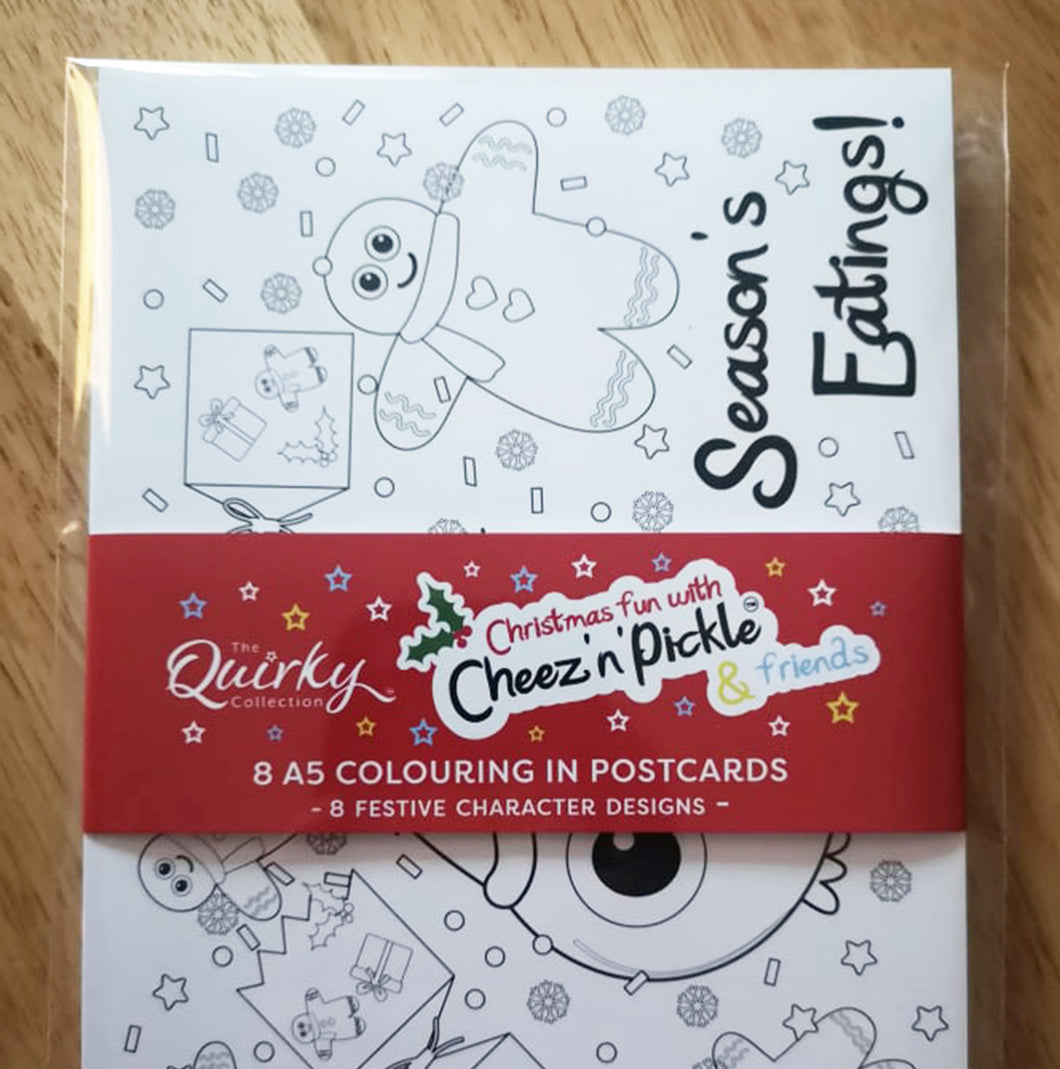 Season's
Eatings!
The
Quirky
Collection
Christmas fun with
Cheez'n'Pickle™
& friends
8 A5 COLOURING IN POSTCARDS
- 8 FESTIVE CHARACTER DESIGNS -